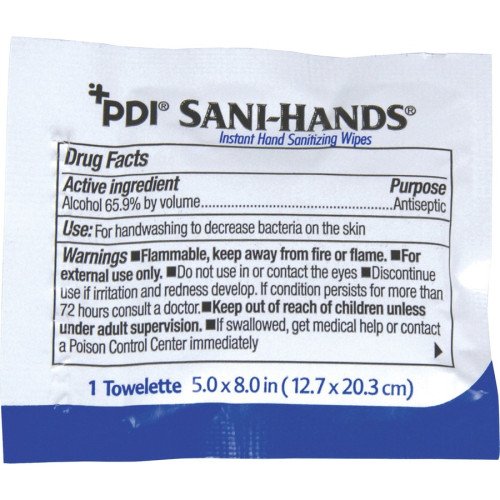 PDI® SANI-HANDS®
Instant Hand Sanitizing Wipes
Drug Facts
Active ingredient Purpose
Alcohol 65.9% by volume..........................................Antiseptic
Use: For handwashing to decrease bacteria on the skin
Warnings ■Flammable, keep away from fire or flame. ■For
external use only. ■Do not use in or contact the eyes ■Discontinue
use if irritation and redness develop. If condition persists for more than
72 hours consult a doctor. ■Keep out of reach of children unless
under adult supervision. ■If swallowed, get medical help or contact
a Poison Control Center immediately
1 Towelette 5.0 x 8.0 in ( 12.7 x 20.3 cm)